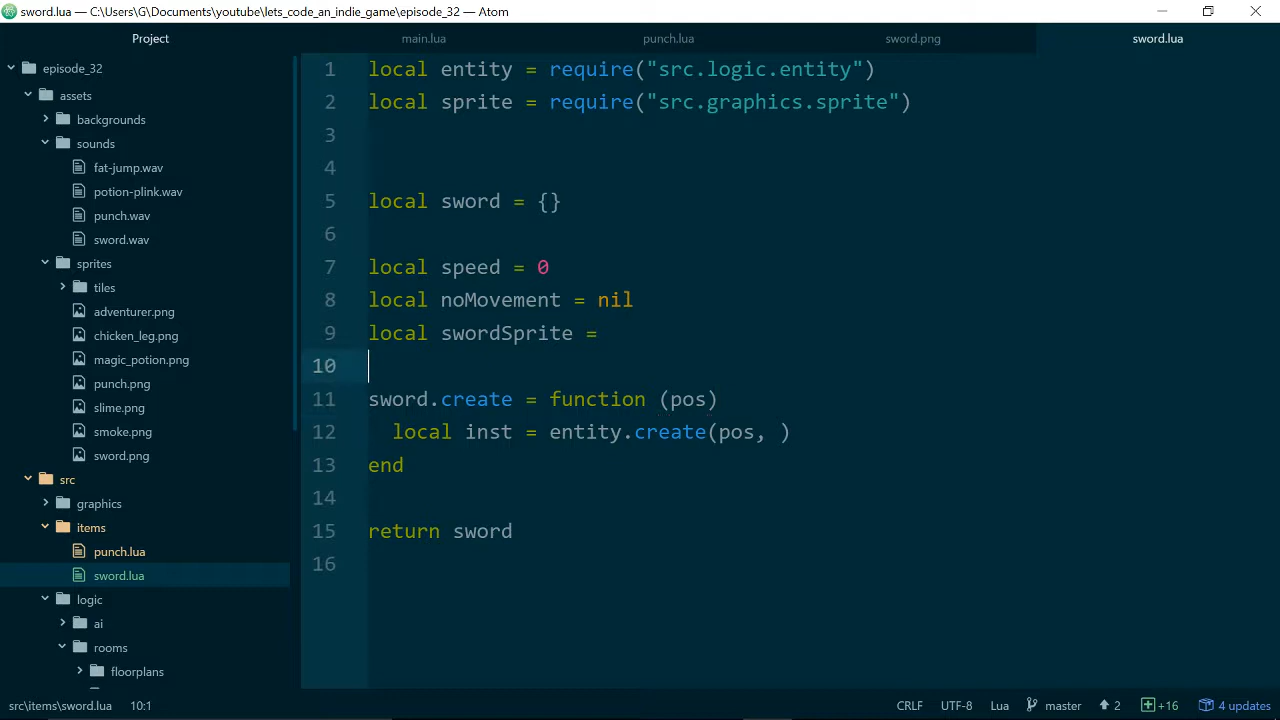 sword.lua — C:\Users\G\Documents\youtube\lets_code_an_indie_game\episode_32 — Atom
Project
main.lua
punch.lua
sword.png
sword.lua
episode_32
assets
backgrounds
sounds
fat-jump.wav
potion-plink.wav
punch.wav
sword.wav
sprites
tiles
adventurer.png
chicken_leg.png
magic_potion.png
punch.png
slime.png
smoke.png
sword.png
src
graphics
items
punch.lua
sword.lua
logic
ai
rooms
floorplans
1 local entity = require("src.logic.entity")
2 local sprite = require("src.graphics.sprite")
3
4
5 local sword = {}
6
7 local speed = 0
8 local noMovement = nil
9 local swordSprite =
10
11 sword.create = function (pos)
12 local inst = entity.create(pos, )
13 end
14
15 return sword
16
src\items\sword.lua 10:1 CRLF UTF-8 Lua master 2 +16 4 updates